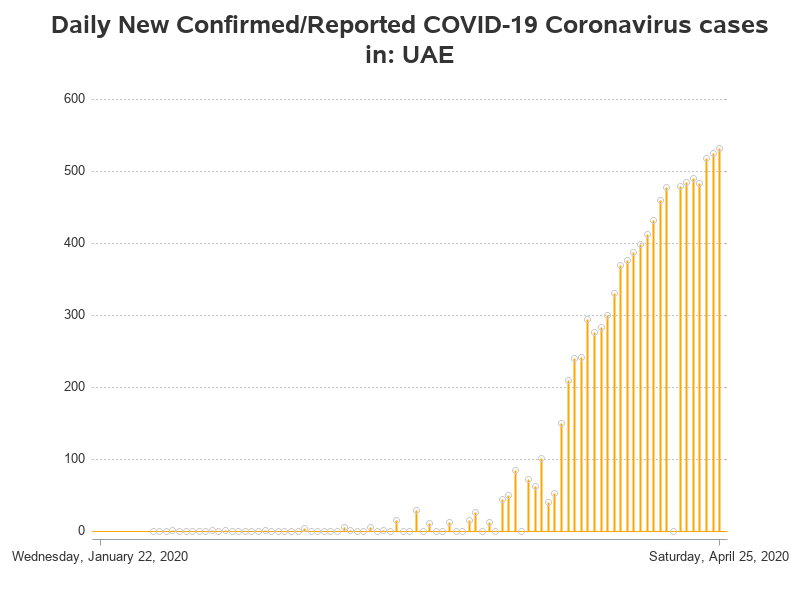 Daily New Confirmed/Reported COVID-19 Coronavirus cases
in: UAE
600
500
400
300
200
100
0
Wednesday, January 22, 2020 Saturday, April 25, 2020